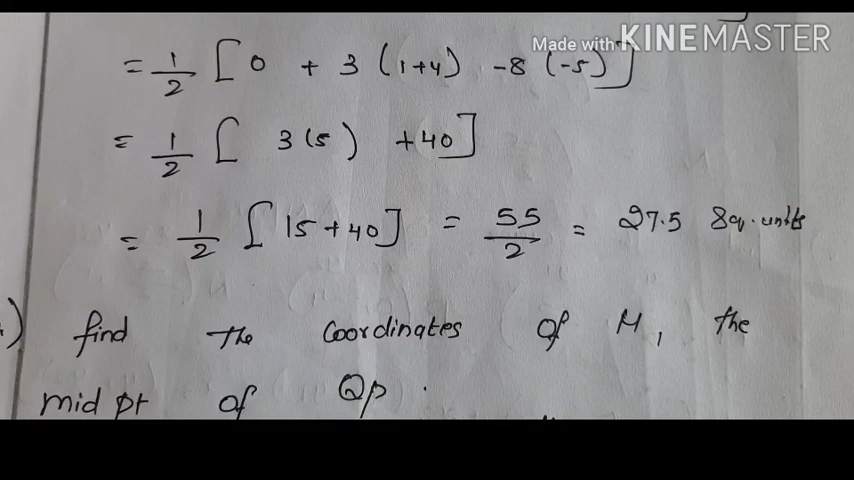 Made with KINEMASTER
= 1/2 [ 0 + 3 (1+4) -8 (-5) ]
= 1/2 [ 3 (5) +40 ]
= 1/2 [ 15 + 40 ] = 55/2 = 27.5 Sq. units
) find the coordinates of M, the
mid pt of Qp.